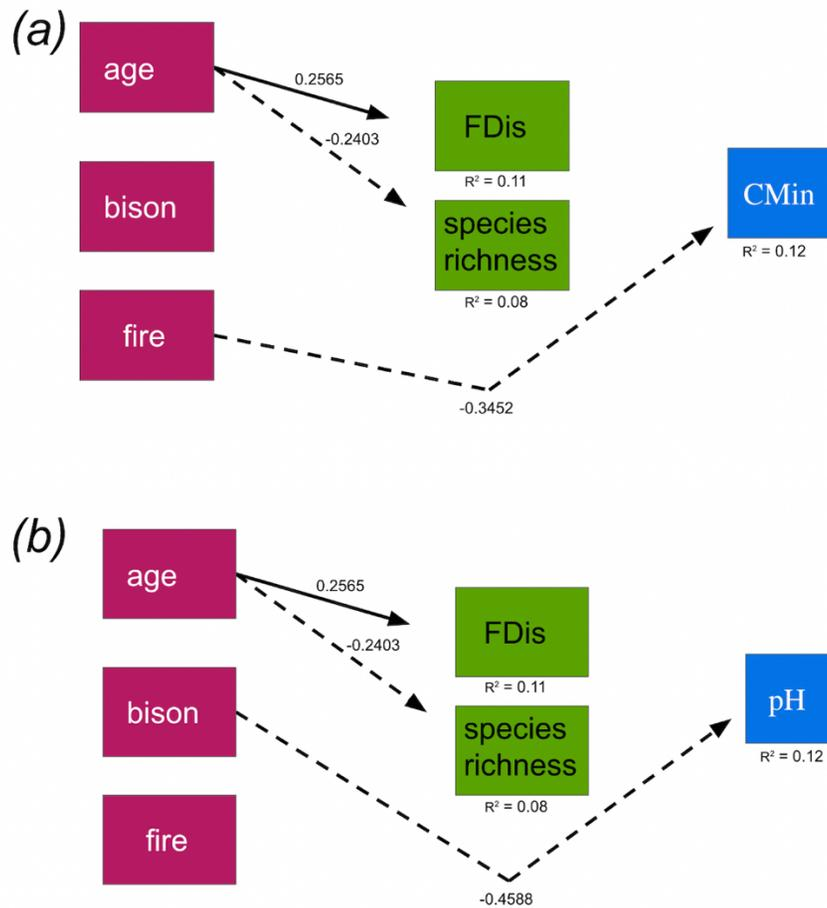 (a)
age
0.2565
-0.2403
FDis
R² = 0.11
bison
species
richness
R² = 0.08
CMin
R² = 0.12
fire
-0.3452
(b)
age
0.2565
-0.2403
FDis
R² = 0.11
bison
species
richness
R² = 0.08
pH
R² = 0.12
fire
-0.4588